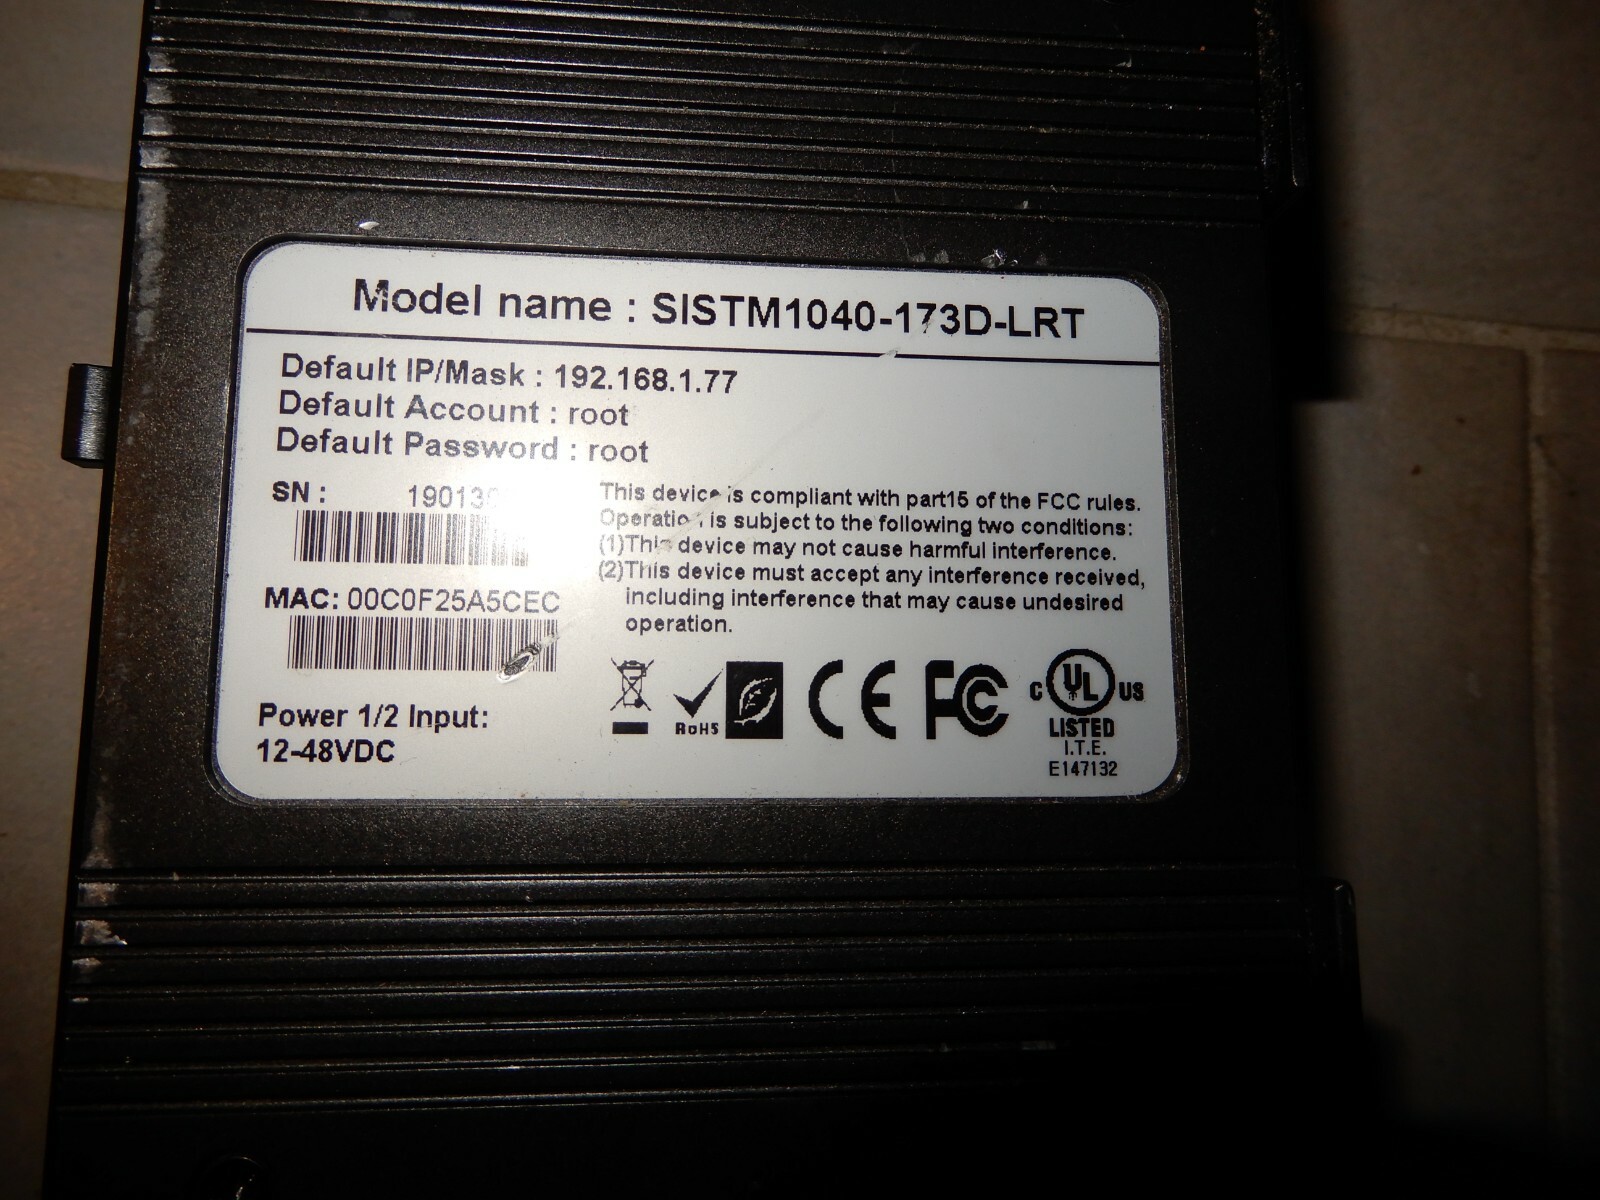 Model name : SISTM1040-173D-LRT
Default IP/Mask : 192.168.1.77
Default Account : root
Default Password : root
SN :
MAC: 00C0F25A5CEC
Power 1/2 Input:
12-48VDC
This device is compliant with part15 of the FCC rules.
Operation is subject to the following two conditions:
(1)This device may not cause harmful interference.
(2)This device must accept any interference received,
including interference that may cause undesired
operation.
RoHS
CE
FC
C UL US
LISTED
I.T.E.
E147132